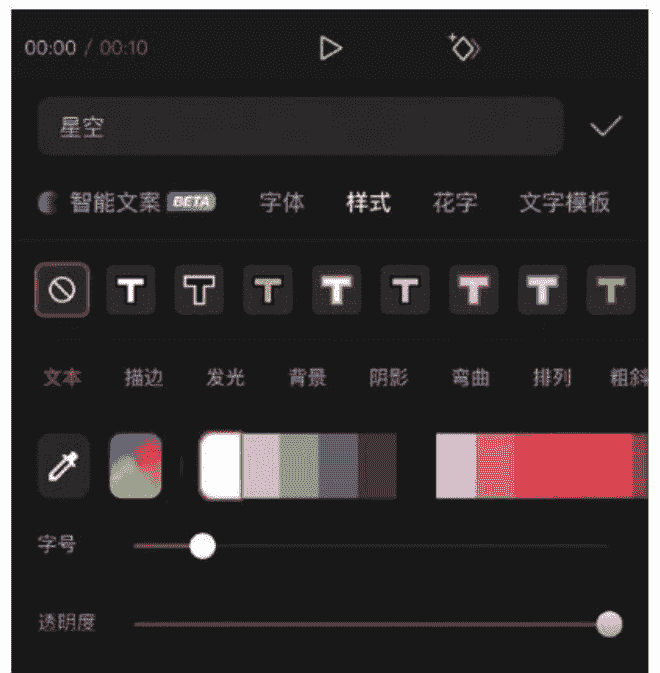 00:00 / 00:10
星空
智能文案 BETA 字体 样式 花字 文字模板
T T T T T T T T
文本 描边 发光 背景 阴影 弯曲 排列 粗斜
字号
透明度